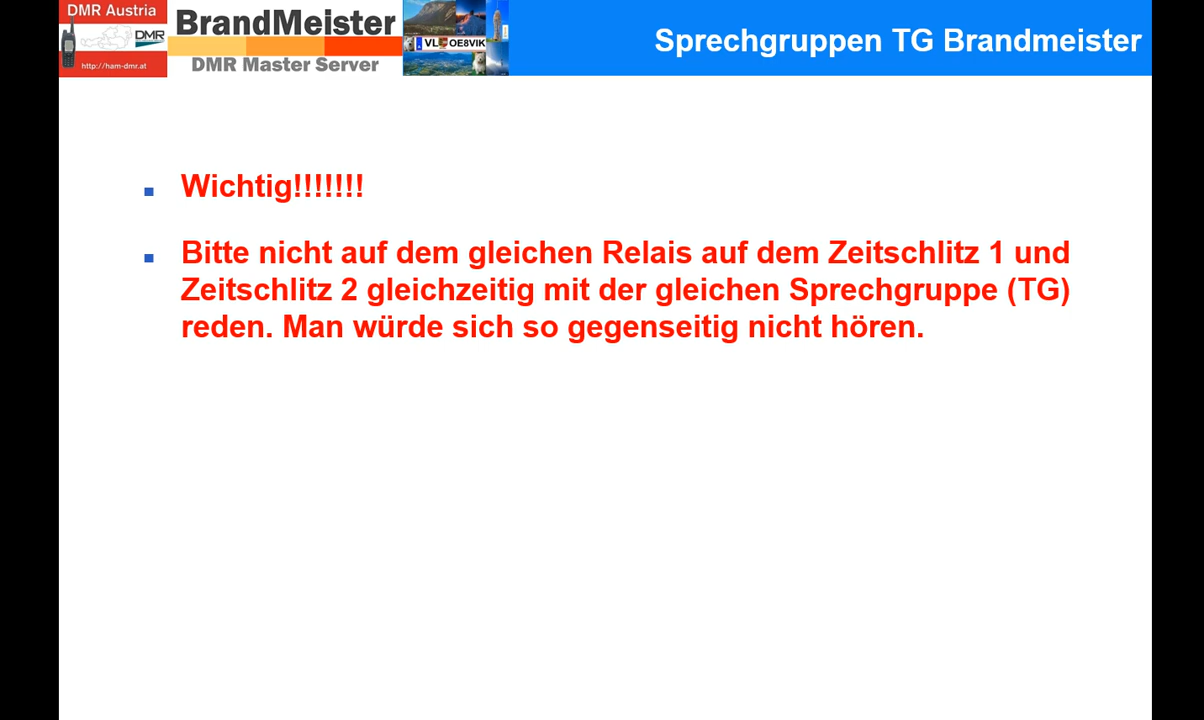 DMR Austria
DMR
http://ham-dmr.at
BrandMeister
DMR Master Server
VL OE8VIK
Sprechgruppen TG Brandmeister
Wichtig!!!!!!!
Bitte nicht auf dem gleichen Relais auf dem Zeitschlitz 1 und
Zeitschlitz 2 gleichzeitig mit der gleichen Sprechgruppe (TG)
reden. Man würde sich so gegenseitig nicht hören.